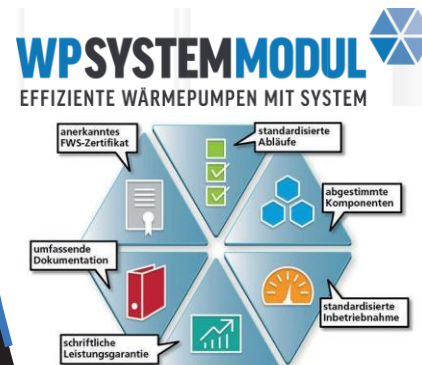 WPSYSTEMMODUL
EFFIZIENTE WÄRMEPUMPEN MIT SYSTEM
anerkanntes
FWS-Zertifikat
standardisierte
Abläufe
abgestimmte
Komponenten
umfassende
Dokumentation
standardisierte
Inbetriebnahme
schriftliche
Leistungsgarantie